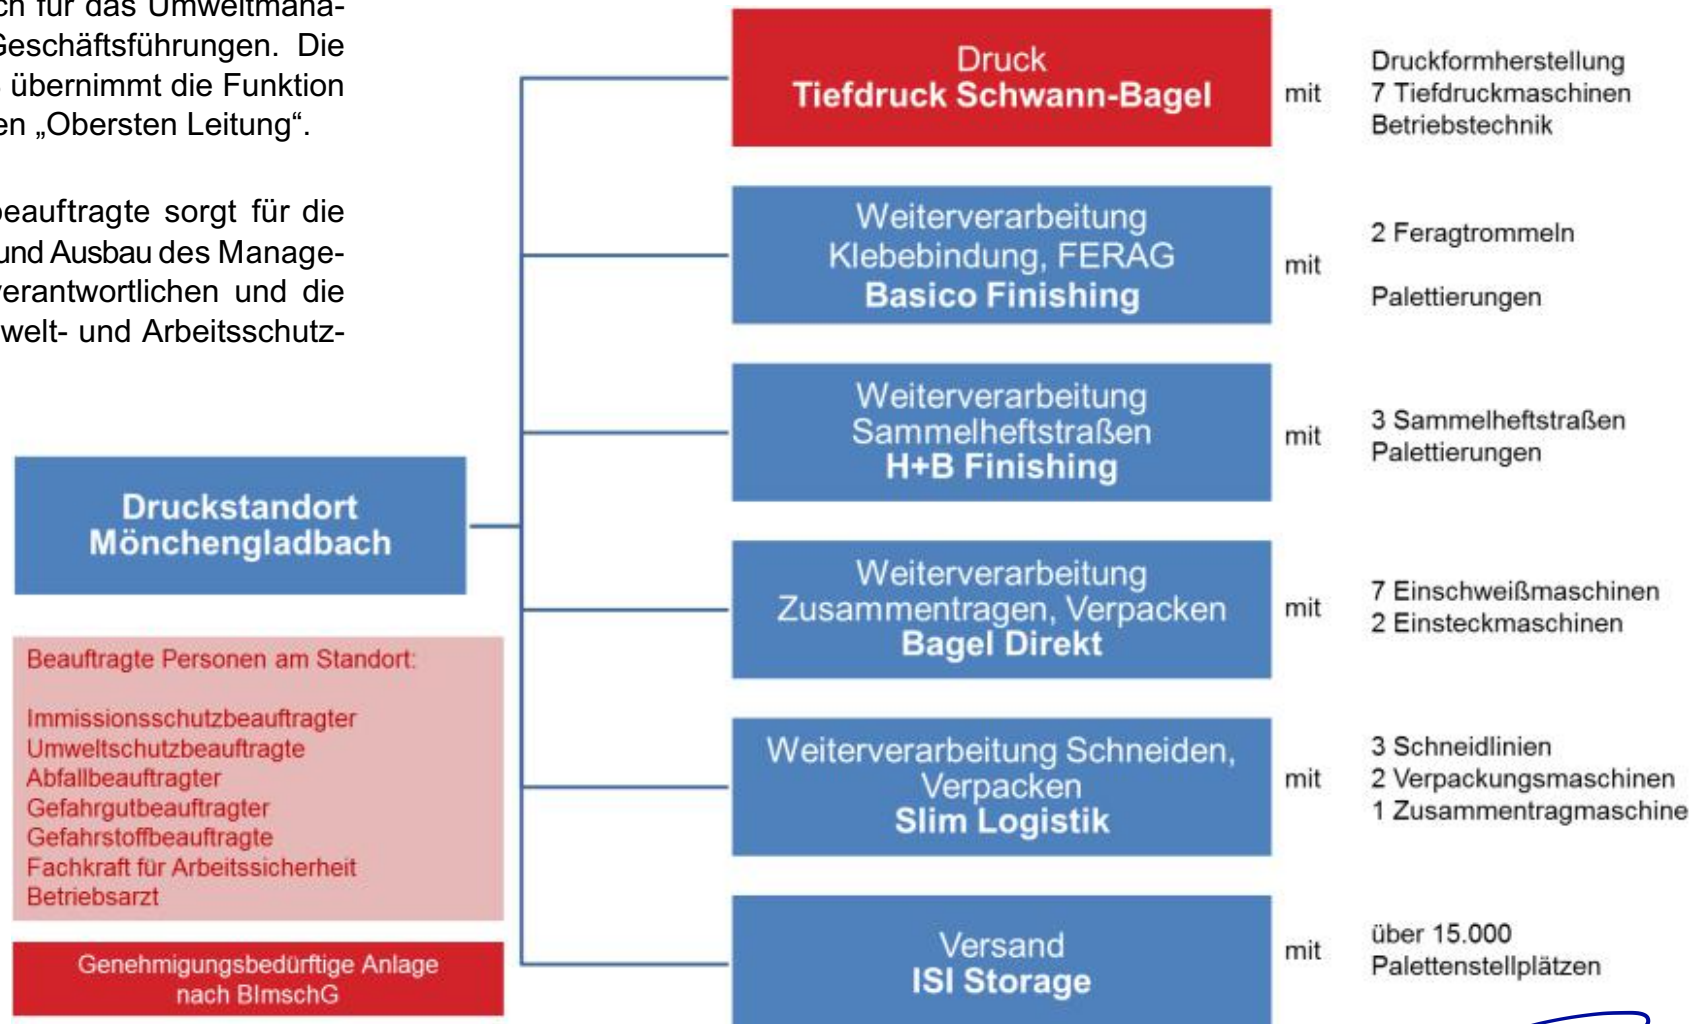 ch für das Umweltmana-
Geschäftsführungen. Die
übernimmt die Funktion
en „Obersten Leitung“.
beauftragte sorgt für die
und Ausbau des Manage-
verantwortlichen und die
welt- und Arbeitsschutz-
Druckstandort
Mönchengladbach
Beauftragte Personen am Standort:
Immissionsschutzbeauftragter
Umweltschutzbeauftragte
Abfallbeauftragter
Gefahrgutbeauftragter
Gefahrstoffbeauftragte
Fachkraft für Arbeitssicherheit
Betriebsarzt
Genehmigungsbedürftige Anlage
nach BImschG
Druck
Tiefdruck Schwann-Bagel
mit
Druckformherstellung
7 Tiefdruckmaschinen
Betriebstechnik
Weiterverarbeitung
Klebebindung, FERAG
Basico Finishing
mit
2 Feragtrommeln
Palettierungen
Weiterverarbeitung
Sammelheftstraßen
H+B Finishing
mit
3 Sammelheftstraßen
Palettierungen
Weiterverarbeitung
Zusammentragen, Verpacken
Bagel Direkt
mit
7 Einschweißmaschinen
2 Einsteckmaschinen
Weiterverarbeitung Schneiden,
Verpacken
Slim Logistik
mit
3 Schneidlinien
2 Verpackungsmaschinen
1 Zusammentragmaschine
Versand
ISI Storage
mit
über 15.000
Palettenstellplätzen